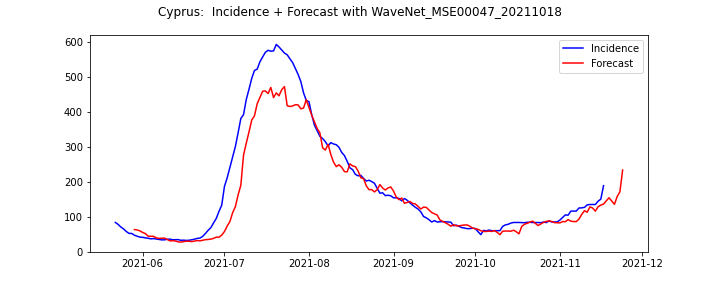 Cyprus:  Incidence + Forecast with WaveNet_MSE00047_20211018
Incidence
Forecast
600
500
400
300
200
100
0
2021-06 2021-07 2021-08 2021-09 2021-10 2021-11 2021-12